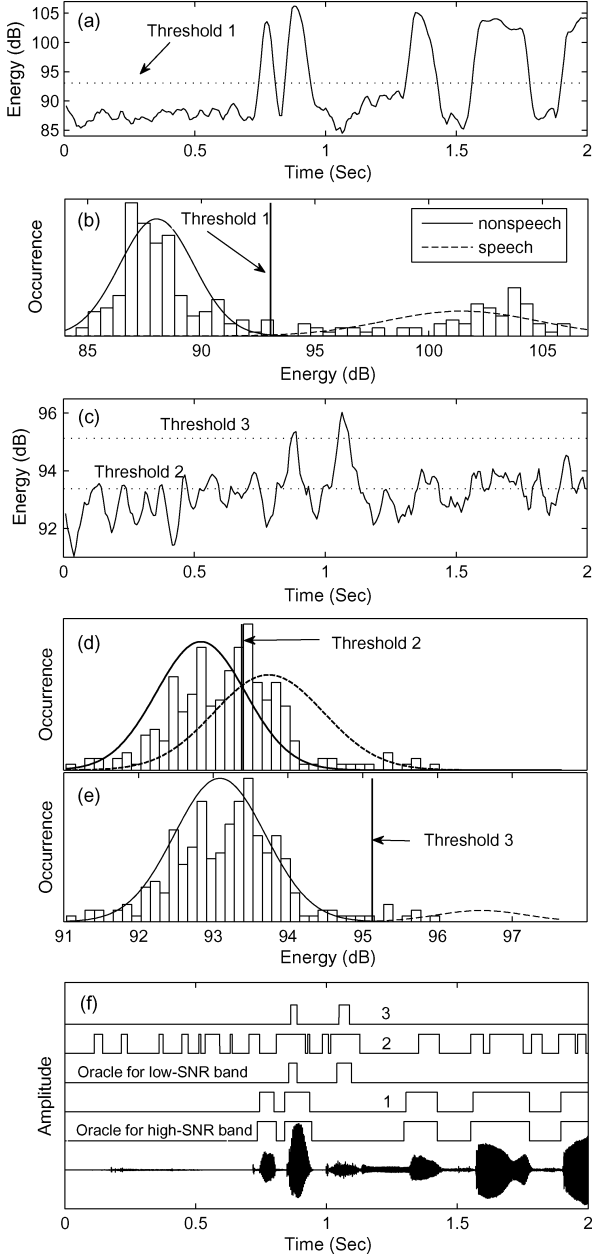 (a)
Threshold 1
Energy (dB)
105
100
95
90
85
0
0.5
1
1.5
2
Time (Sec)
(b)
Threshold 1
nonspeech
speech
Occurrence
85
90
95
100
105
Energy (dB)
(c)
Threshold 3
Threshold 2
Energy (dB)
96
94
92
0
0.5
1
1.5
2
Time (Sec)
(d)
Threshold 2
Occurrence
(e)
Threshold 3
Occurrence
91
92
93
94
95
96
97
Energy (dB)
(f)
3
2
Oracle for low-SNR band
1
Oracle for high-SNR band
Amplitude
0
0.5
1
1.5
2
Time (Sec)